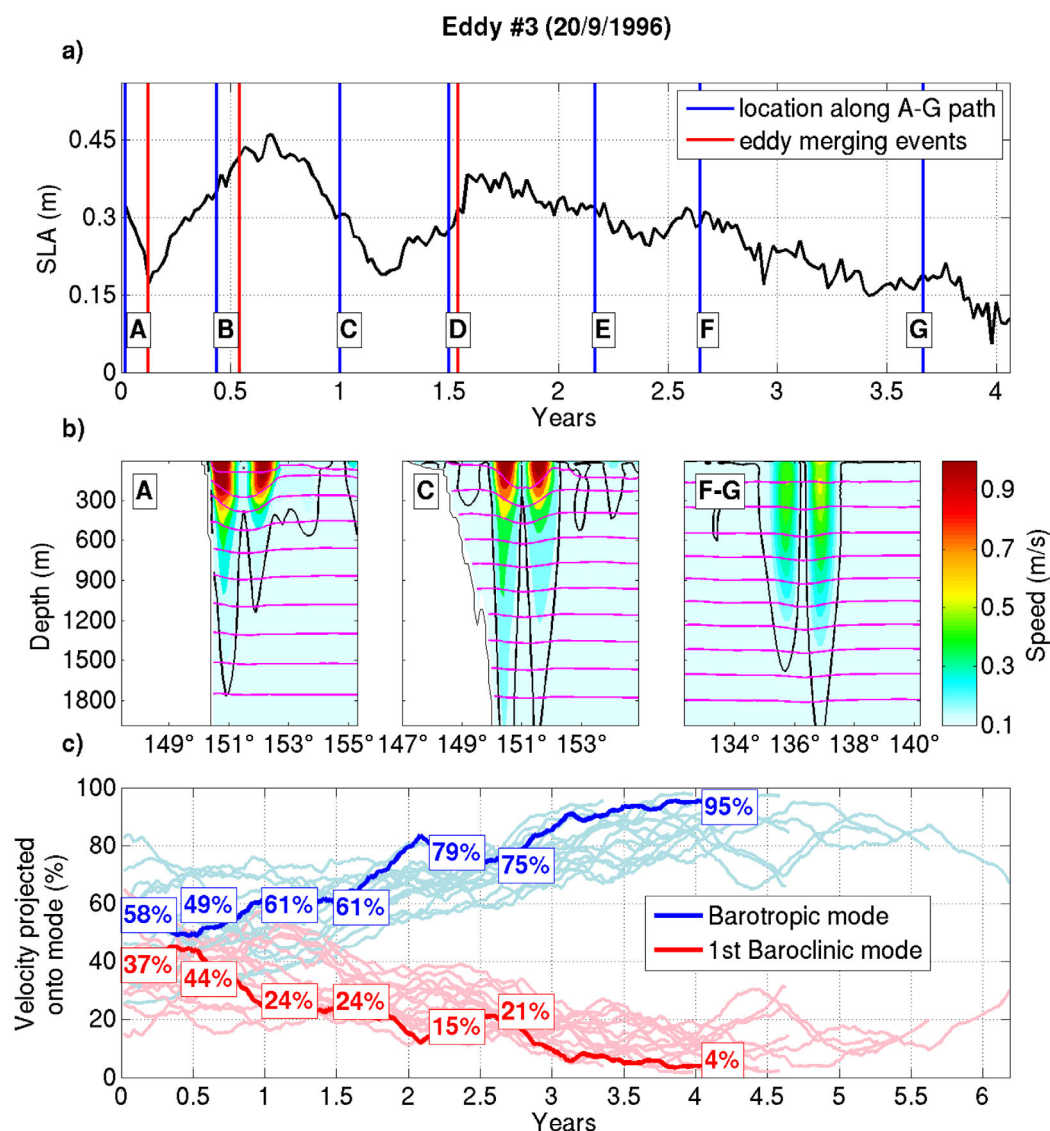 Eddy #3 (20/9/1996)
a)
location along A-G path
eddy merging events
SLA (m)
0.45
0.3
0.15
0
A
B
C
D
E
F
G
0 0.5 1 1.5 2 2.5 3 3.5 4
Years
b)
A
C
F-G
Depth (m)
300
600
900
1200
1500
1800
149° 151° 153° 155°
147° 149° 151° 153°
134° 136° 138° 140°
0.9
0.7
0.5
0.3
0.1
Speed (m/s)
c)
Velocity projected
onto mode (%)
100
80
60
40
20
0
58%
49%
61%
61%
79%
75%
95%
37%
44%
24%
24%
15%
21%
4%
Barotropic mode
1st Baroclinic mode
0 0.5 1 1.5 2 2.5 3 3.5 4 4.5 5 5.5 6
Years